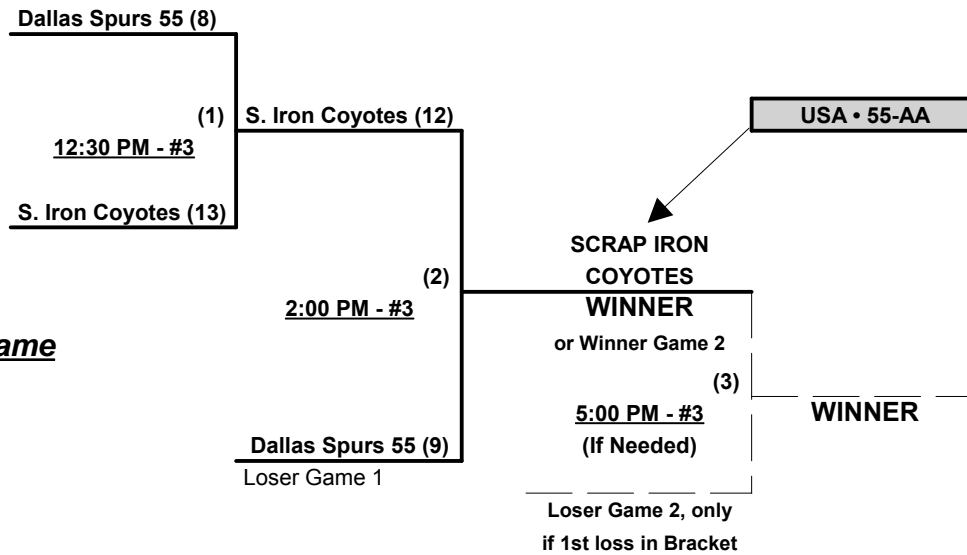 Dallas Spurs 55 (8)
(1)
12:30 PM - #3
S. Iron Coyotes (13)
S. Iron Coyotes (12)
(2)
2:00 PM - #3
ame
Dallas Spurs 55 (9)
Loser Game 1
USA • 55-AA
SCRAP IRON
COYOTES
WINNER
or Winner Game 2
(3)
5:00 PM - #3
(If Needed)
Loser Game 2, only
if 1st loss in Bracket
WINNER